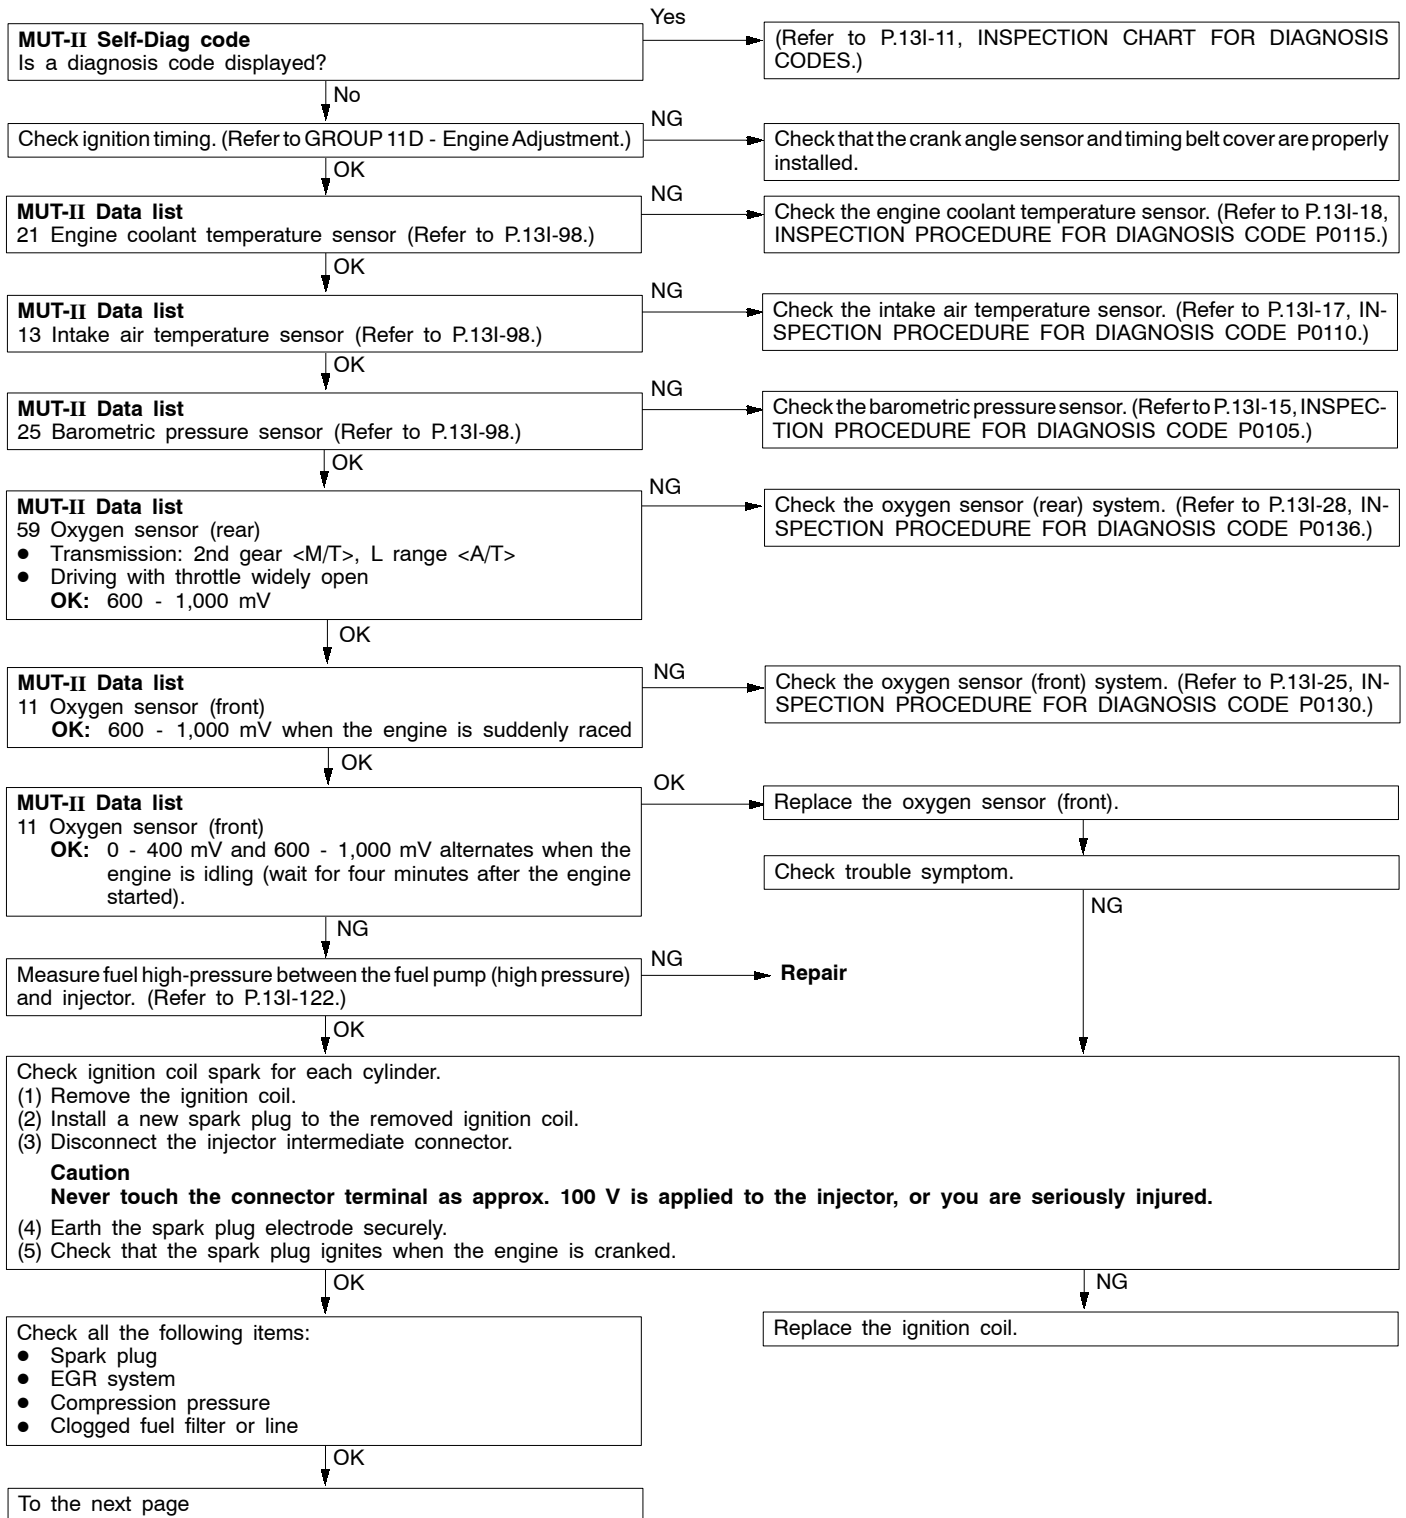 Yes
MUT-II Self-Diag code
Is a diagnosis code displayed?
(Refer to P.13I-11, INSPECTION CHART FOR DIAGNOSIS
CODES.)
No
Check ignition timing. (Refer to GROUP 11D - Engine Adjustment.)
NG
Check that the crank angle sensor and timing belt cover are properly
installed.
OK
MUT-II Data list
21 Engine coolant temperature sensor (Refer to P.13I-98.)
NG
Check the engine coolant temperature sensor. (Refer to P.13I-18,
INSPECTION PROCEDURE FOR DIAGNOSIS CODE P0115.)
OK
MUT-II Data list
13 Intake air temperature sensor (Refer to P.13I-98.)
NG
Check the intake air temperature sensor. (Refer to P.13I-17, IN-
SPECTION PROCEDURE FOR DIAGNOSIS CODE P0110.)
OK
MUT-II Data list
25 Barometric pressure sensor (Refer to P.13I-98.)
NG
Check the barometric pressure sensor. (Refer to P.13I-15, INSPEC-
TION PROCEDURE FOR DIAGNOSIS CODE P0105.)
OK
MUT-II Data list
59 Oxygen sensor (rear)
● Transmission: 2nd gear <M/T>, L range <A/T>
● Driving with throttle widely open
OK: 600 - 1,000 mV
NG
Check the oxygen sensor (rear) system. (Refer to P.13I-28, IN-
SPECTION PROCEDURE FOR DIAGNOSIS CODE P0136.)
OK
MUT-II Data list
11 Oxygen sensor (front)
OK: 600 - 1,000 mV when the engine is suddenly raced
NG
Check the oxygen sensor (front) system. (Refer to P.13I-25, IN-
SPECTION PROCEDURE FOR DIAGNOSIS CODE P0130.)
OK
MUT-II Data list
11 Oxygen sensor (front)
OK: 0 - 400 mV and 600 - 1,000 mV alternates when the
engine is idling (wait for four minutes after the engine
started).
OK
Replace the oxygen sensor (front).
Check trouble symptom.
NG
NG
Measure fuel high-pressure between the fuel pump (high pressure)
and injector. (Refer to P.13I-122.)
NG
Repair
OK
Check ignition coil spark for each cylinder.
(1) Remove the ignition coil.
(2) Install a new spark plug to the removed ignition coil.
(3) Disconnect the injector intermediate connector.
Caution
Never touch the connector terminal as approx. 100 V is applied to the injector, or you are seriously injured.
(4) Earth the spark plug electrode securely.
(5) Check that the spark plug ignites when the engine is cranked.
OK
NG
Check all the following items:
● Spark plug
● EGR system
● Compression pressure
● Clogged fuel filter or line
Replace the ignition coil.
OK
To the next page